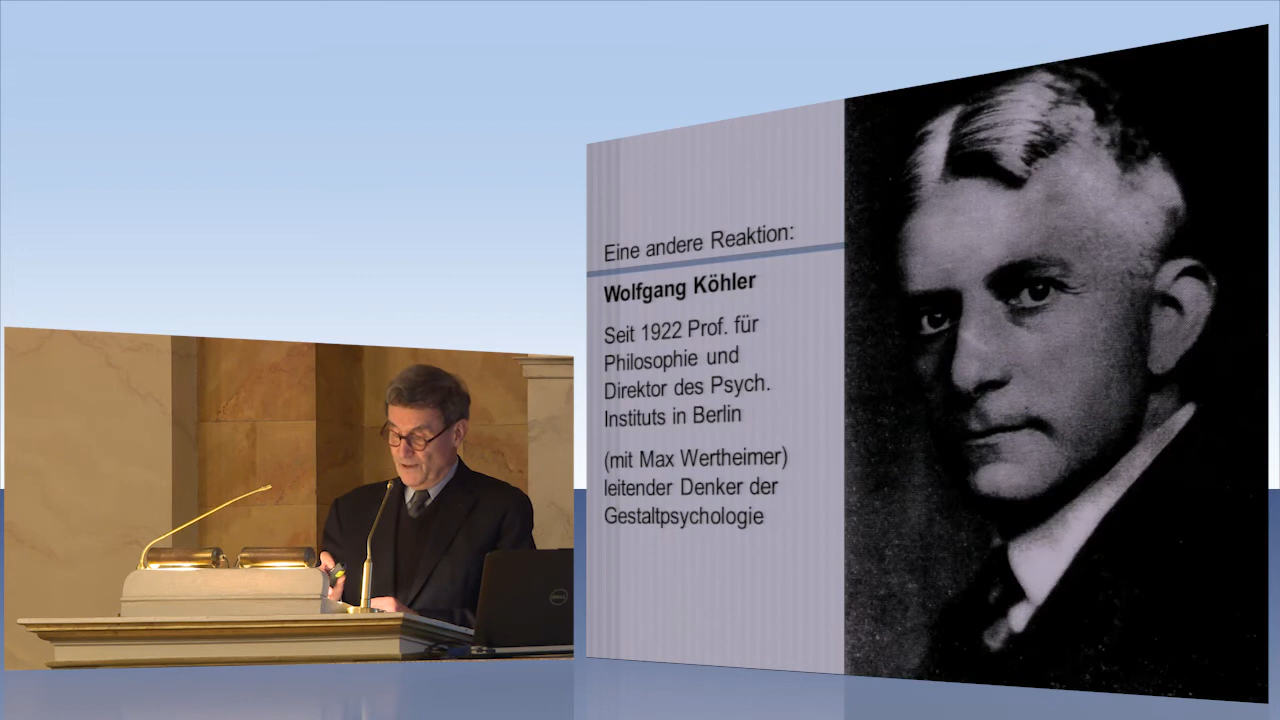 Eine andere Reaktion:
Wolfgang Köhler
Seit 1922 Prof. für
Philosophie und
Direktor des Psych.
Instituts in Berlin
(mit Max Wertheimer)
leitender Denker der
Gestaltpsychologie
DELL